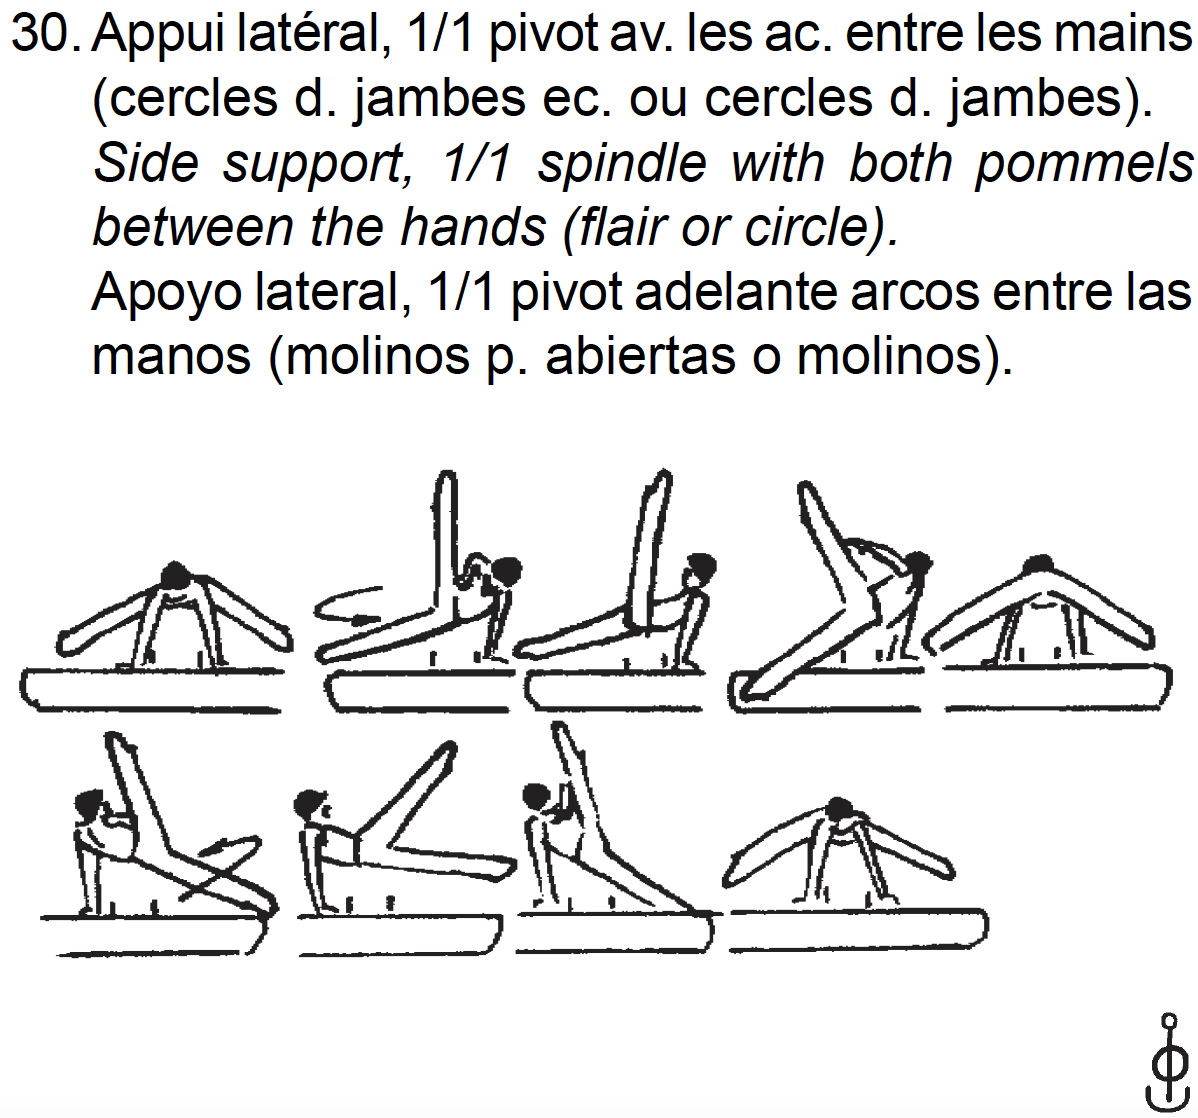 30. Appui latéral, 1/1 pivot av. les ac. entre les mains
(cercles d. jambes ec. ou cercles d. jambes).
Side support, 1/1 spindle with both pommels
between the hands (flair or circle).
Apoyo lateral, 1/1 pivot adelante arcos entre las
manos (molinos p. abiertas o molinos).